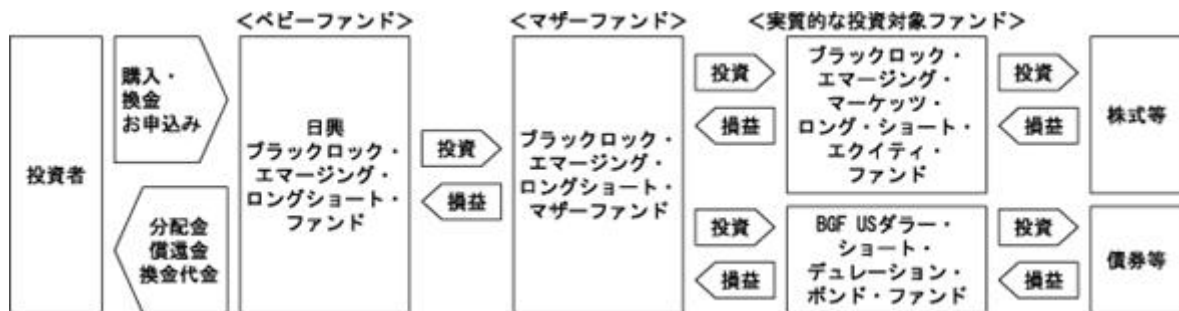 ＜ベビーファンド＞
＜マザーファンド＞
＜実質的な投資対象ファンド＞
投資者
購入・
換金
お申込み
分配金
償還金
換金代金
日興
ブラックロック・
エマージング・
ロングショート・
ファンド
投資
損益
ブラックロック・
エマージング・
ロングショート・
マザーファンド
投資
損益
ブラックロック・
エマージング・
マーケッツ・
ロング・ショート・
エクイティ・
ファンド
投資
損益
株式等
投資
損益
BGF USダラー・
ショート・
デュレーション・
ボンド・ファンド
投資
損益
債券等